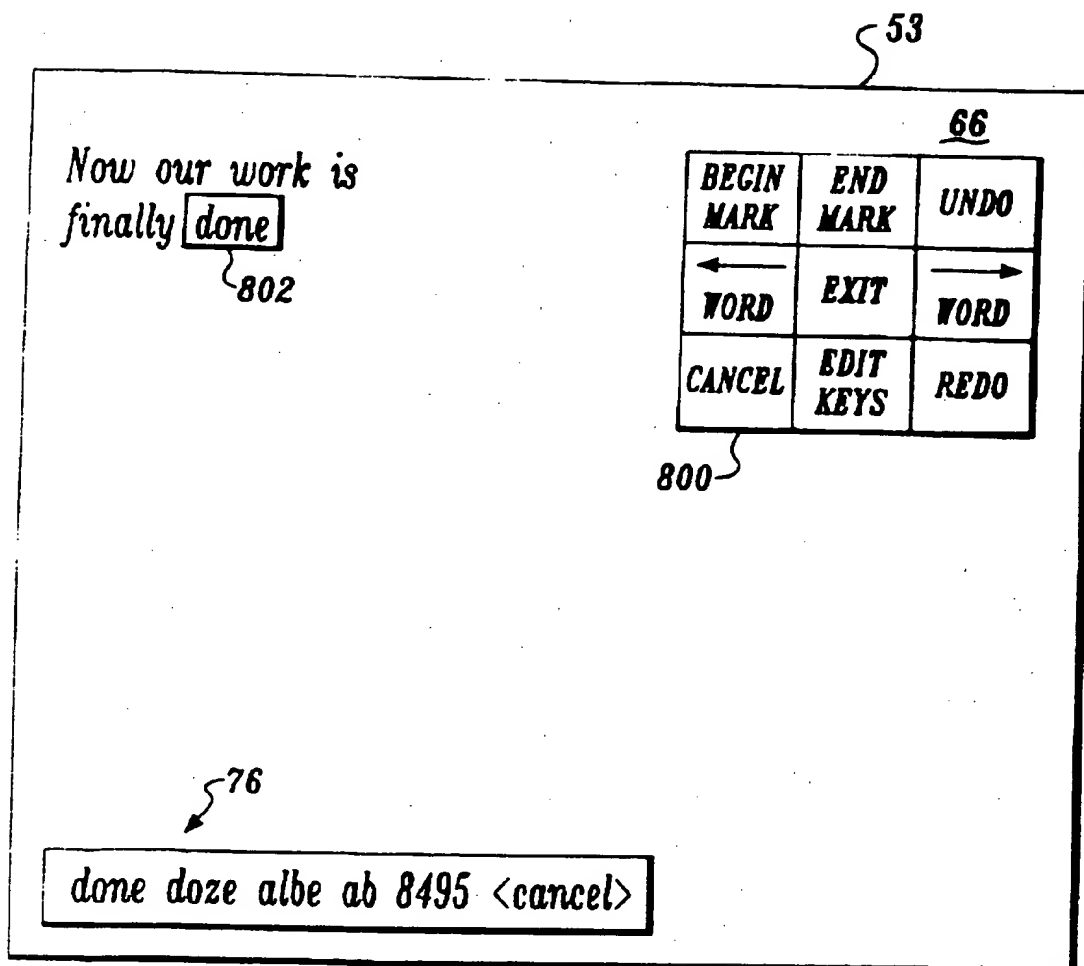 53
66
Now our work is
finally done
802
BEGIN MARK END MARK UNDO
WORD EXIT WORD
CANCEL EDIT KEYS REDO
800
76
done doze albe ab 8495 <cancel>